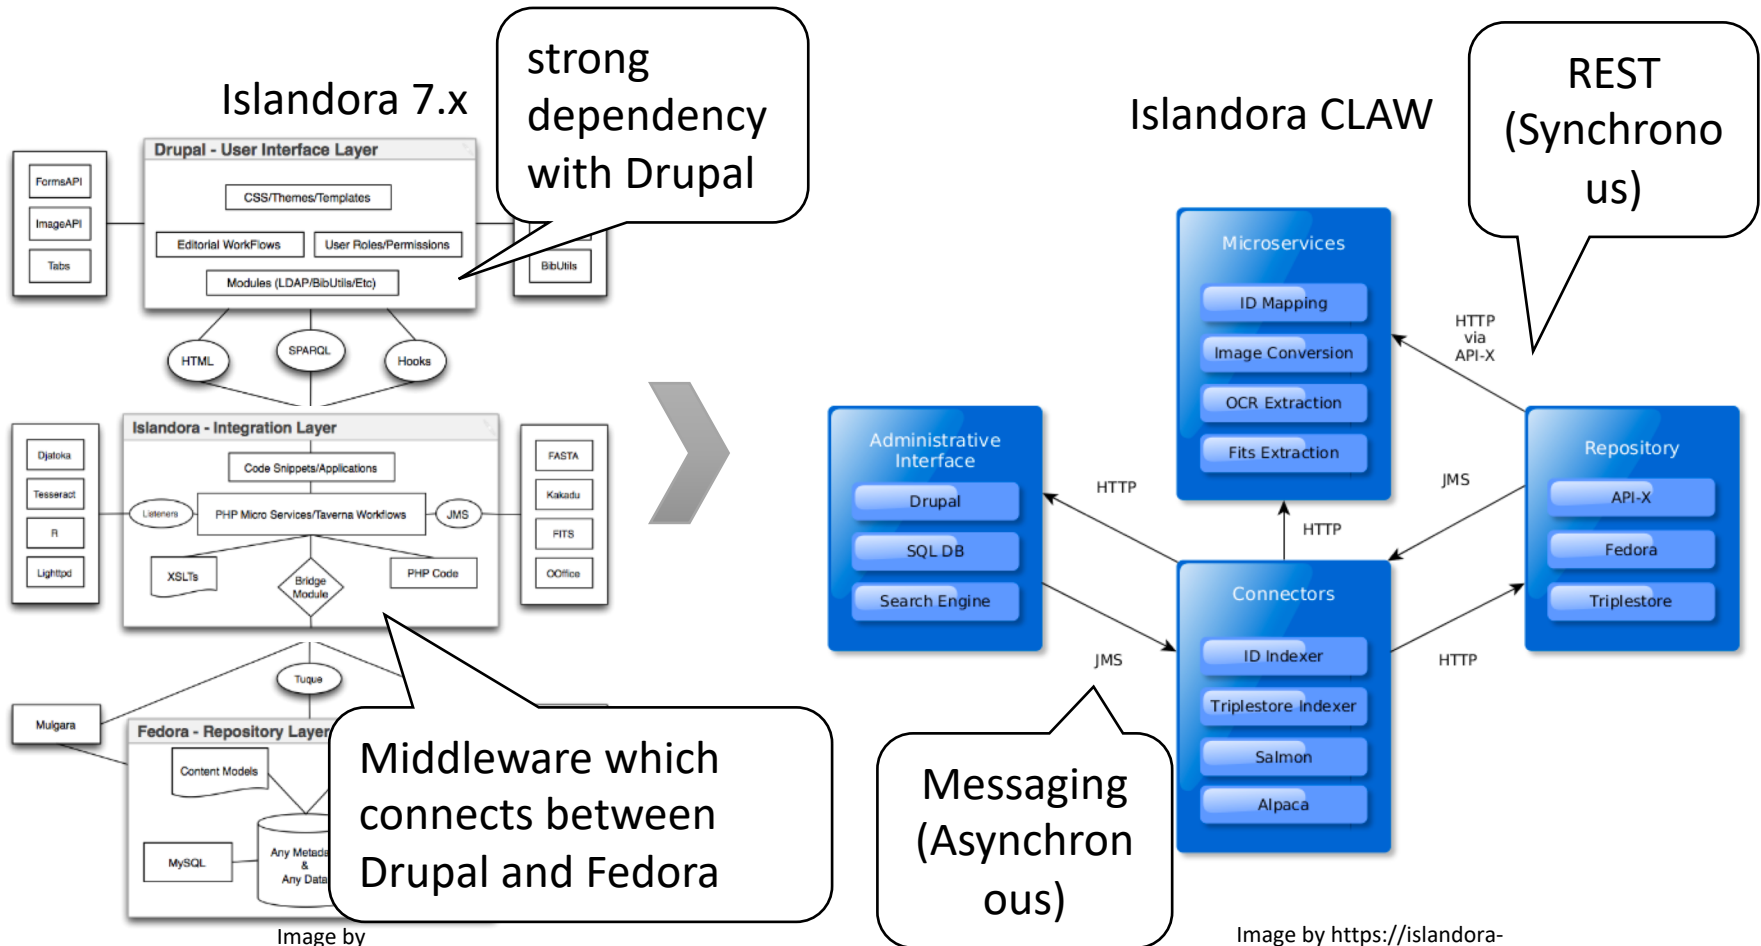 Islandora 7.x
strong
dependency
with Drupal
Drupal - User Interface Layer
FormsAPI
ImageAPI
Tabs
CSS/Themes/Templates
Editorial WorkFlows
User Roles/Permissions
Modules (LDAP/BibUtils/Etc)
BibUtils
HTML
SPARQL
Hooks
Islandora - Integration Layer
Djatoka
Tesseract
R
Lighttpd
Code Snippets/Applications
Listeners
PHP Micro Services/Taverna Workflows
JMS
XSLTs
Bridge
Module
PHP Code
FASTA
Kakadu
FITS
OOffice
Tuque
Mulgara
Fedora - Repository Layer
Content Models
MySQL
Any Metada
&
Any Data
Middleware which
connects between
Drupal and Fedora
Image by
Islandora CLAW
REST
(Synchrono
us)
Microservices
ID Mapping
Image Conversion
OCR Extraction
Fits Extraction
HTTP
via
API-X
Administrative
Interface
Drupal
SQL DB
Search Engine
HTTP
HTTP
JMS
Repository
API-X
Fedora
Triplestore
Connectors
ID Indexer
Triplestore Indexer
Salmon
Alpaca
JMS
HTTP
Messaging
(Asynchron
ous)
Image by https://islandora-